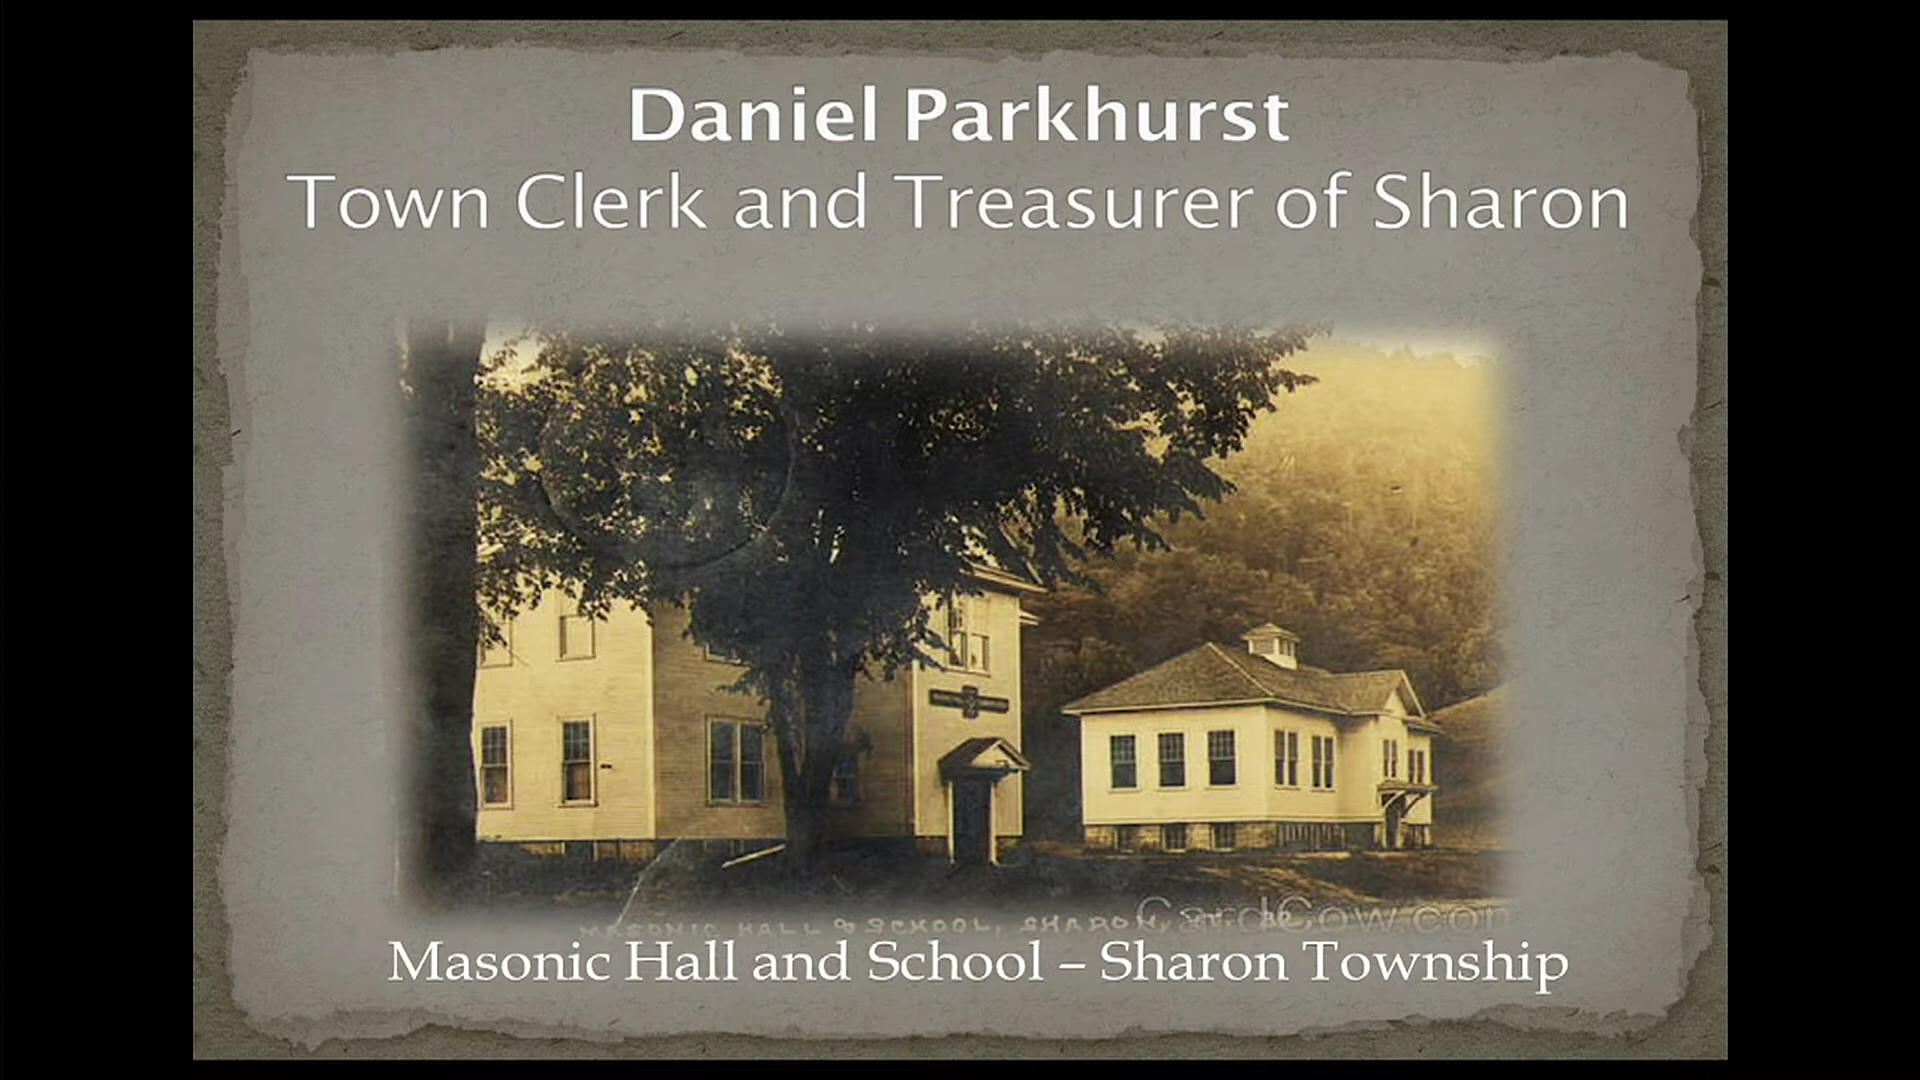 Daniel Parkhurst
Town Clerk and Treasurer of Sharon
MASONIC HALL & SCHOOL, SHARON, VT.
CardCow.com
Masonic Hall and School – Sharon Township